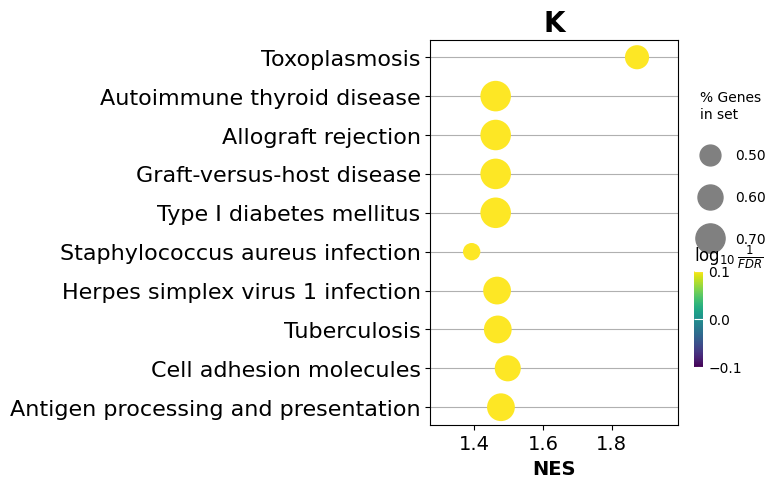 K
Toxoplasmosis
Autoimmune thyroid disease
Allograft rejection
Graft-versus-host disease
Type I diabetes mellitus
Staphylococcus aureus infection
Herpes simplex virus 1 infection
Tuberculosis
Cell adhesion molecules
Antigen processing and presentation
1.4 1.6 1.8
NES
% Genes
in set
0.50
0.60
0.70
log10 1/FDR
0.1
0.0
−0.1